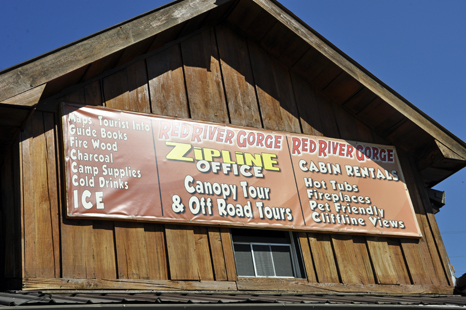 Maps Tourist Info
Guide Books
Fire Wood
Charcoal
Camp Supplies
Cold Drinks
ICE
RED RIVER GORGE
ZIPLINE
OFFICE
Canopy Tour
& Off Road Tours
RED RIVER GORGE
CABIN RENTALS
Hot Tubs
Fireplaces
Pet Friendly
Cliffline Views